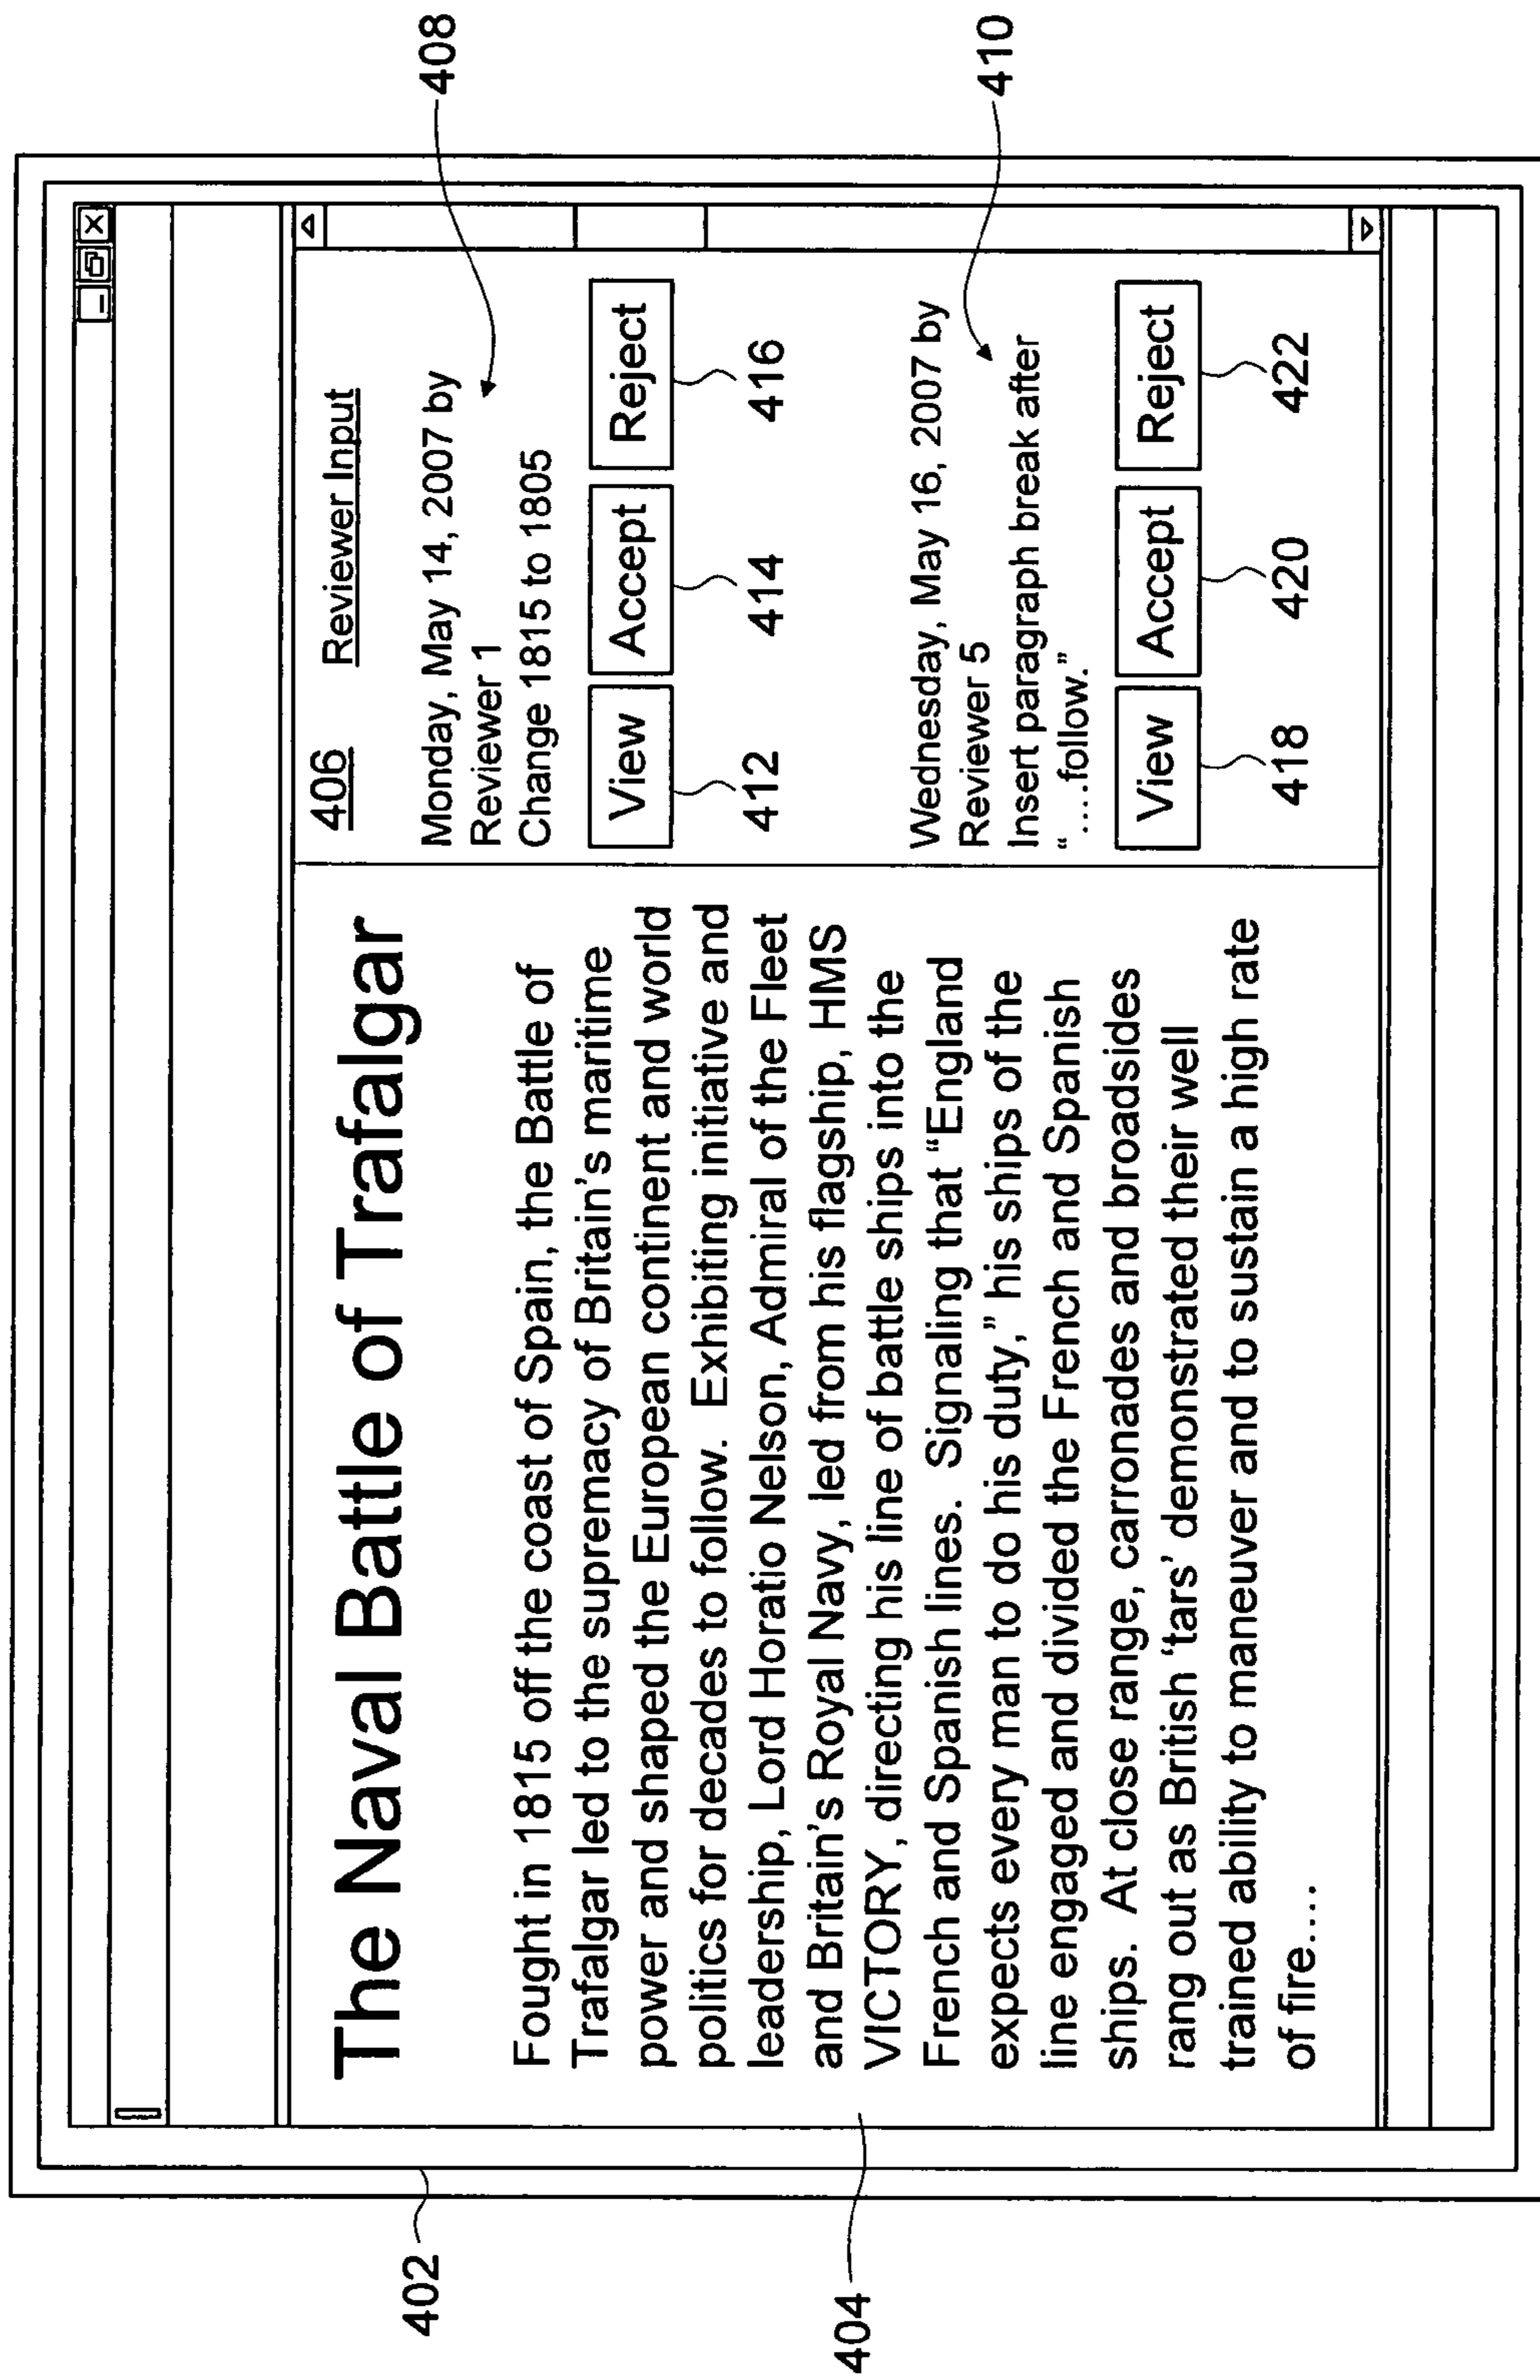 The Naval Battle of Trafalgar
Fought in 1815 off the coast of Spain, the Battle of
Trafalgar led to the supremacy of Britain's maritime
power and shaped the European continent and world
politics for decades to follow.  Exhibiting initiative and
leadership, Lord Horatio Nelson, Admiral of the Fleet
and Britain's Royal Navy, led from his flagship, HMS
VICTORY, directing his line of battle ships into the
French and Spanish lines.  Signaling that “England
expects every man to do his duty,” his ships of the
line engaged and divided the French and Spanish
ships.  At close range, carronades and broadsides
rang out as British ‘tars’ demonstrated their well
trained ability to maneuver and to sustain a high rate
of fire.....
406
Reviewer Input
Monday, May 14, 2007 by
Reviewer 1
Change 1815 to 1805
View Accept Reject
412 414 416
Wednesday, May 16, 2007 by
Reviewer 5
Insert paragraph break after
“ ....follow.”
View Accept Reject
418 420 422
402
404
408
410